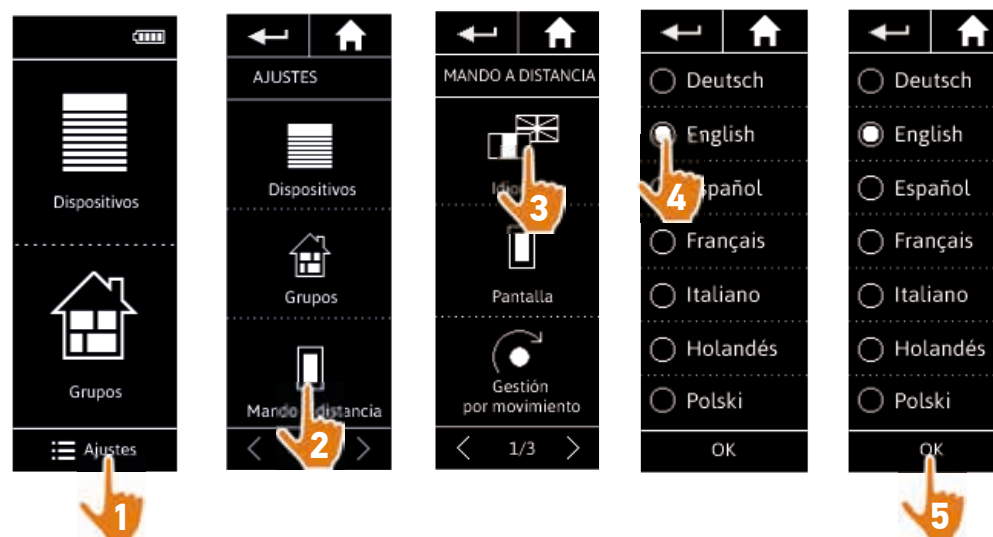 Dispositivos
Grupos
Ajustes
1
AJUSTES
Dispositivos
Grupos
Mando distancia
2
MANDO A DISTANCIA
3
Pantalla
Gestión
por movimiento
1/3
Deutsch
English
4
Français
Italiano
Holandés
Polski
OK
Deutsch
English
Español
Français
Italiano
Holandés
Polski
OK
5